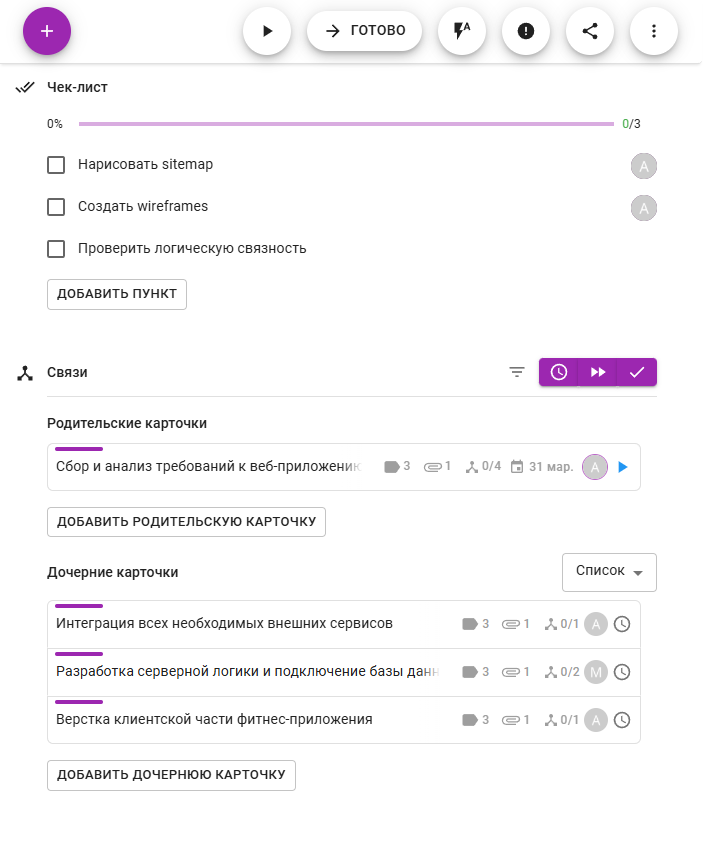 ГОТОВО
Чек-лист
0% 0/3
Нарисовать sitemap A
Создать wireframes A
Проверить логическую связность
ДОБАВИТЬ ПУНКТ
Связи
Родительские карточки
Сбор и анализ требований к веб-приложению 3 1 0/4 31 мар. A
ДОБАВИТЬ РОДИТЕЛЬСКУЮ КАРТОЧКУ
Дочерние карточки Список
Интеграция всех необходимых внешних сервисов 3 1 0/1 A
Разработка серверной логики и подключение базы данн 3 1 0/2 M
Верстка клиентской части фитнес-приложения 3 1 0/1 A
ДОБАВИТЬ ДОЧЕРНЮЮ КАРТОЧКУ